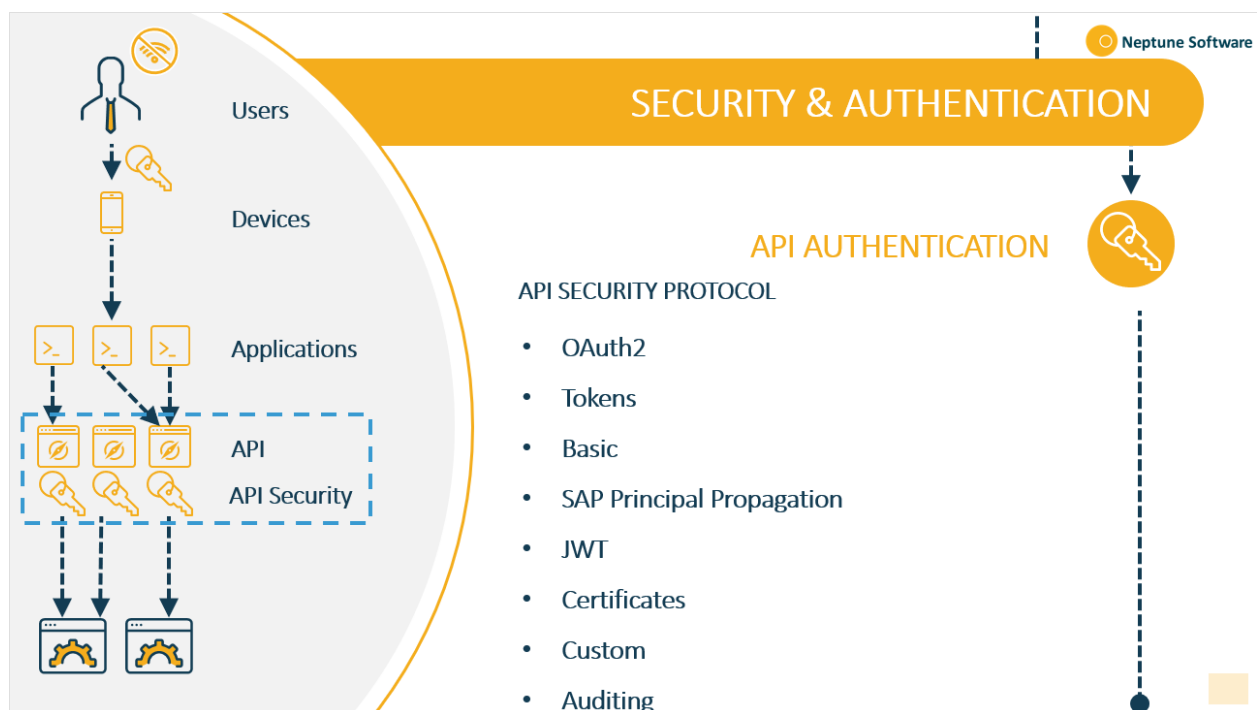 Neptune Software
SECURITY & AUTHENTICATION
Users
Devices
Applications
API
API Security
API AUTHENTICATION
API SECURITY PROTOCOL
• OAuth2
• Tokens
• Basic
• SAP Principal Propagation
• JWT
• Certificates
• Custom
• Auditing